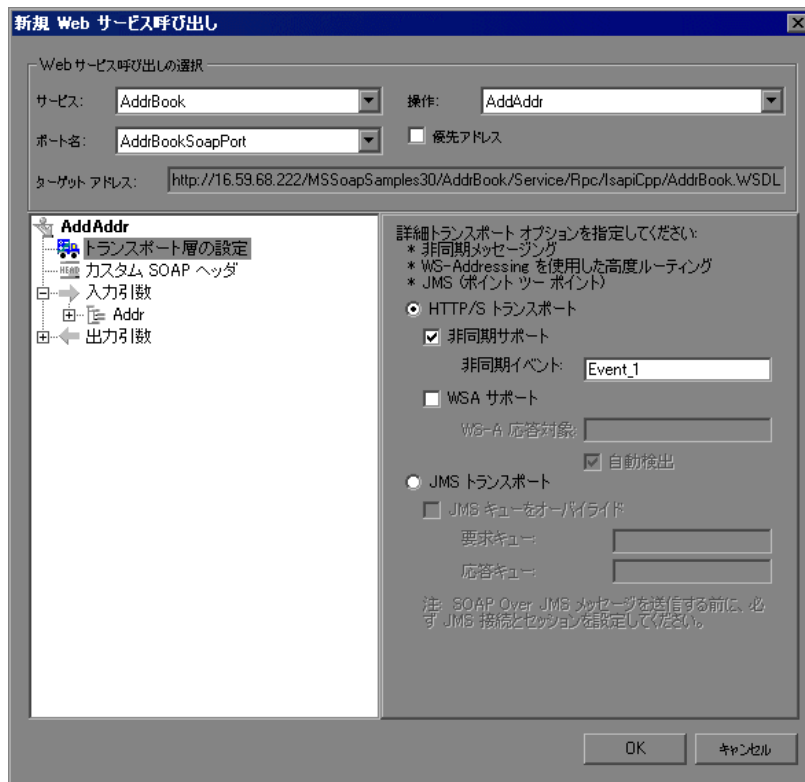 新規 Web サービス呼び出し
Web サービス呼び出しの選択
サービス: AddrBook 操作: AddAddr
ポート名: AddrBookSoapPort 優先アドレス
ターゲット アドレス: http://16.59.68.222/MSSoapSamples30/AddrBook/Service/Rpc/IsapiCpp/AddrBook.WSDL
AddAddr
トランスポート層の設定
HEAD カスタム SOAP ヘッダ
入力引数
Addr
出力引数
詳細トランスポート オプションを指定してください:
* 非同期メッセージング
* WS-Addressing を使用した高度ルーティング
* JMS (ポイント ツー ポイント)
HTTP/S トランスポート
非同期サポート
非同期イベント: Event_1
WSA サポート
WS-A 応答対象:
自動検出
JMS トランスポート
JMS キューをオーバイライド
要求キュー:
応答キュー:
注: SOAP Over JMS メッセージを送信する前に、必
ず JMS 接続とセッションを設定してください。
OK キャンセル